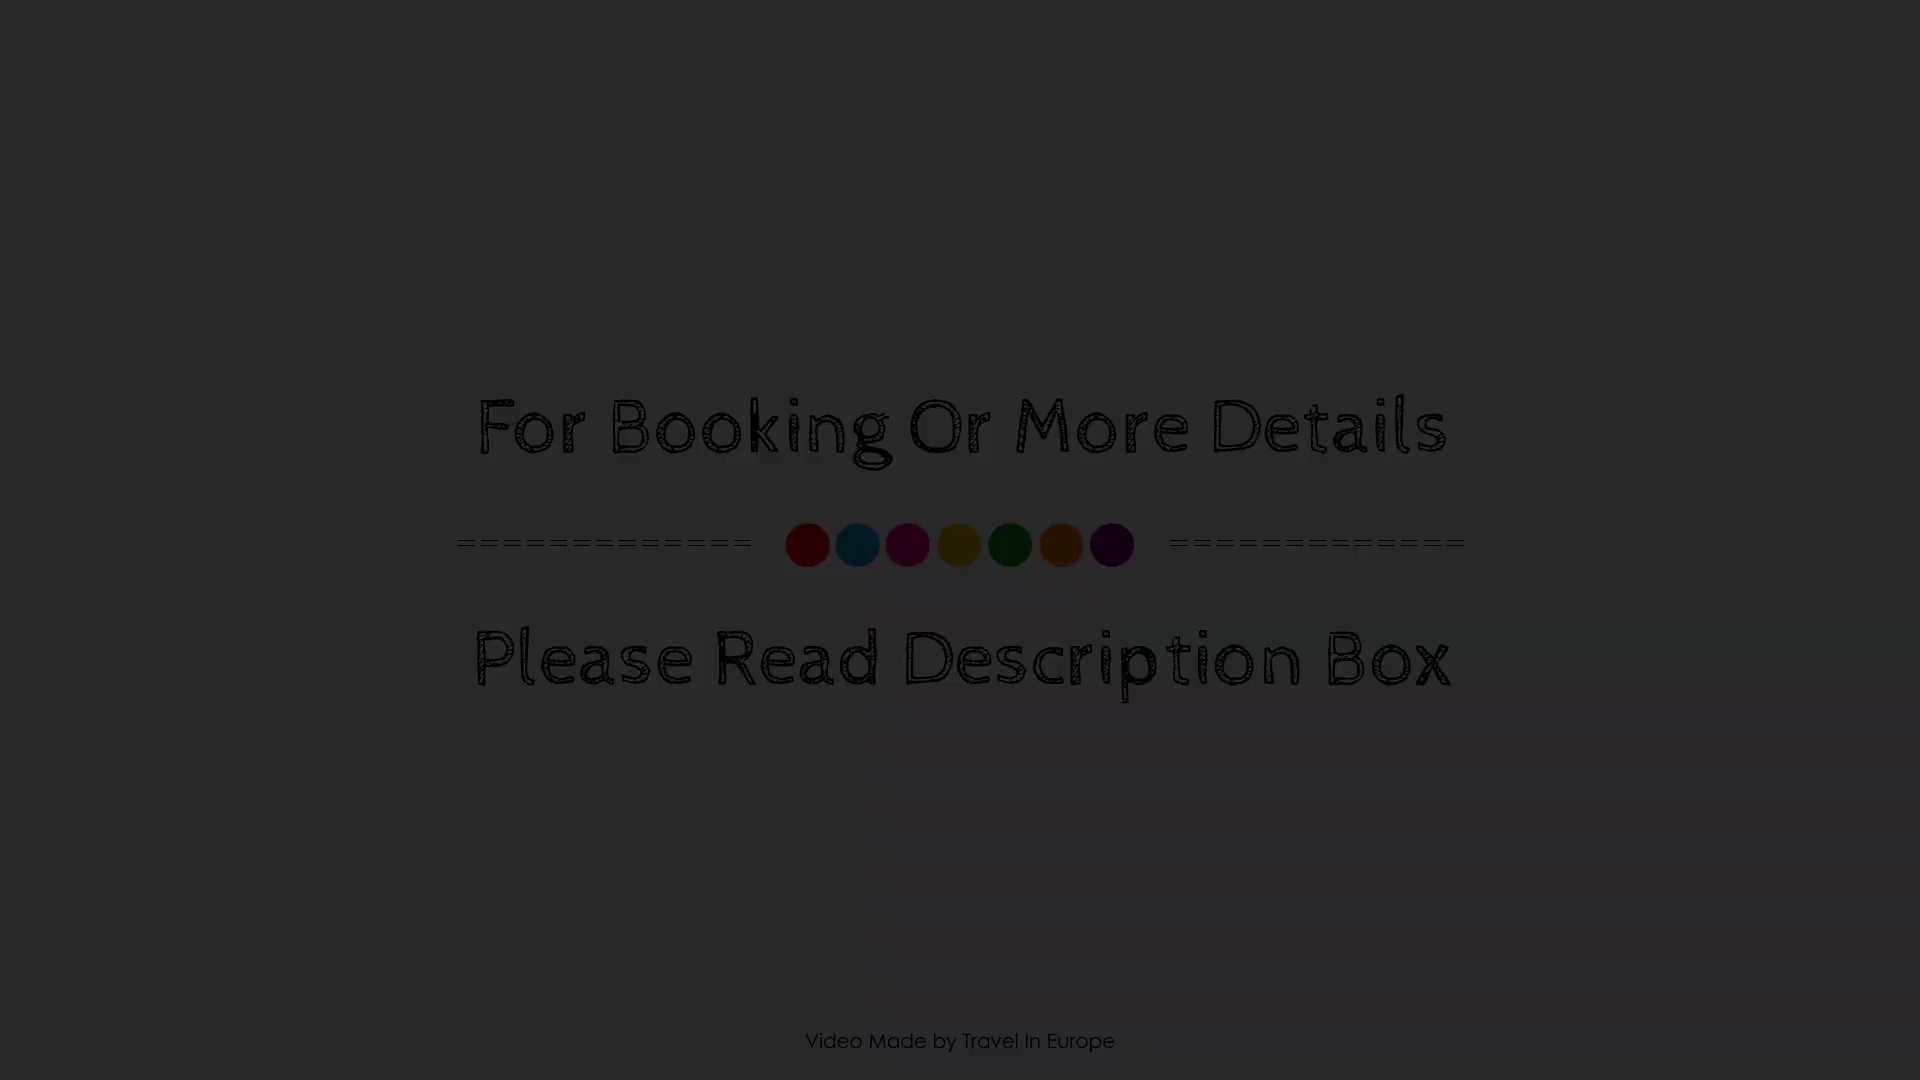 For Booking Or More Details
============= =============
Please Read Description Box
Video Made by Travel In Europe